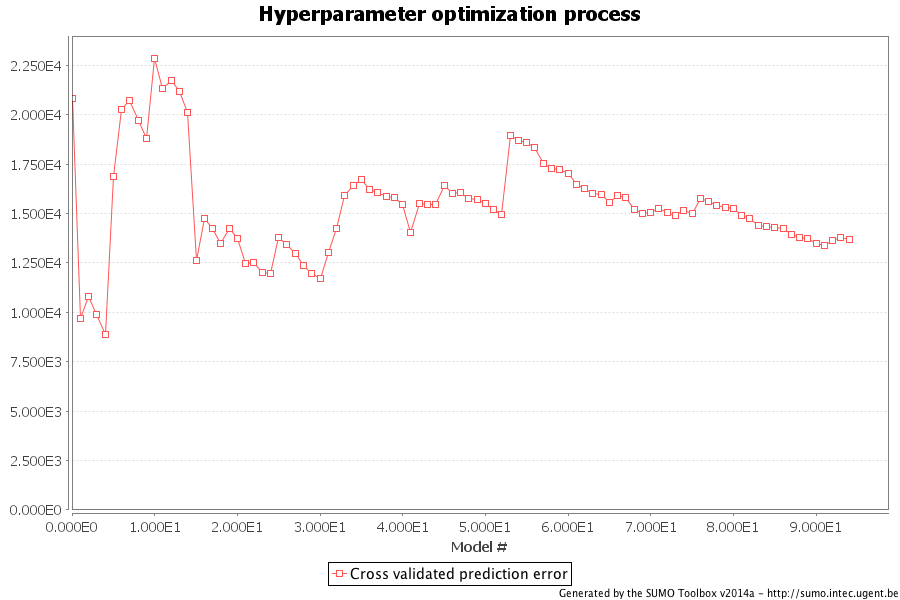 Hyperparameter optimization process
2.250E4
2.000E4
1.750E4
1.500E4
1.250E4
1.000E4
7.500E3
5.000E3
2.500E3
0.000E0
0.000E0 1.000E1 2.000E1 3.000E1 4.000E1 5.000E1 6.000E1 7.000E1 8.000E1 9.000E1
Model #
Cross validated prediction error
Generated by the SUMO Toolbox v2014a - http://sumo.intec.ugent.be